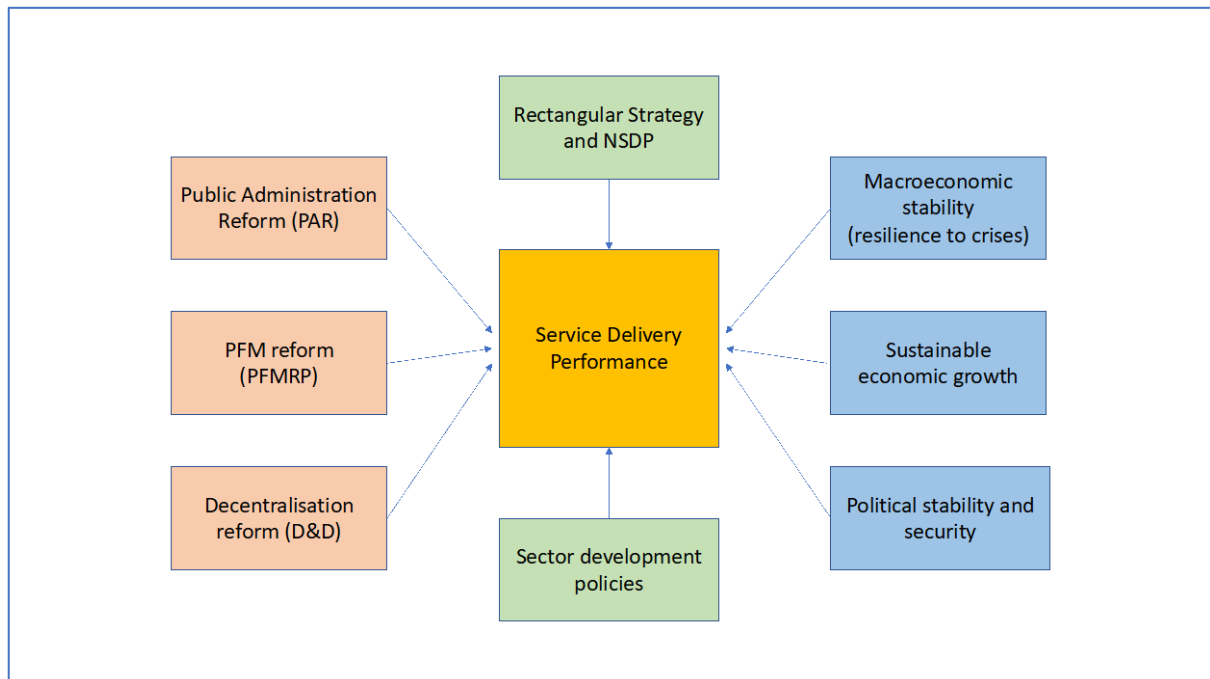 Rectangular Strategy
and NSDP
Public Administration
Reform (PAR)
Macroeconomic
stability
(resilience to crises)
PFM reform
(PFMRP)
Service Delivery
Performance
Sustainable
economic growth
Decentralisation
reform (D&D)
Sector development
policies
Political stability and
security